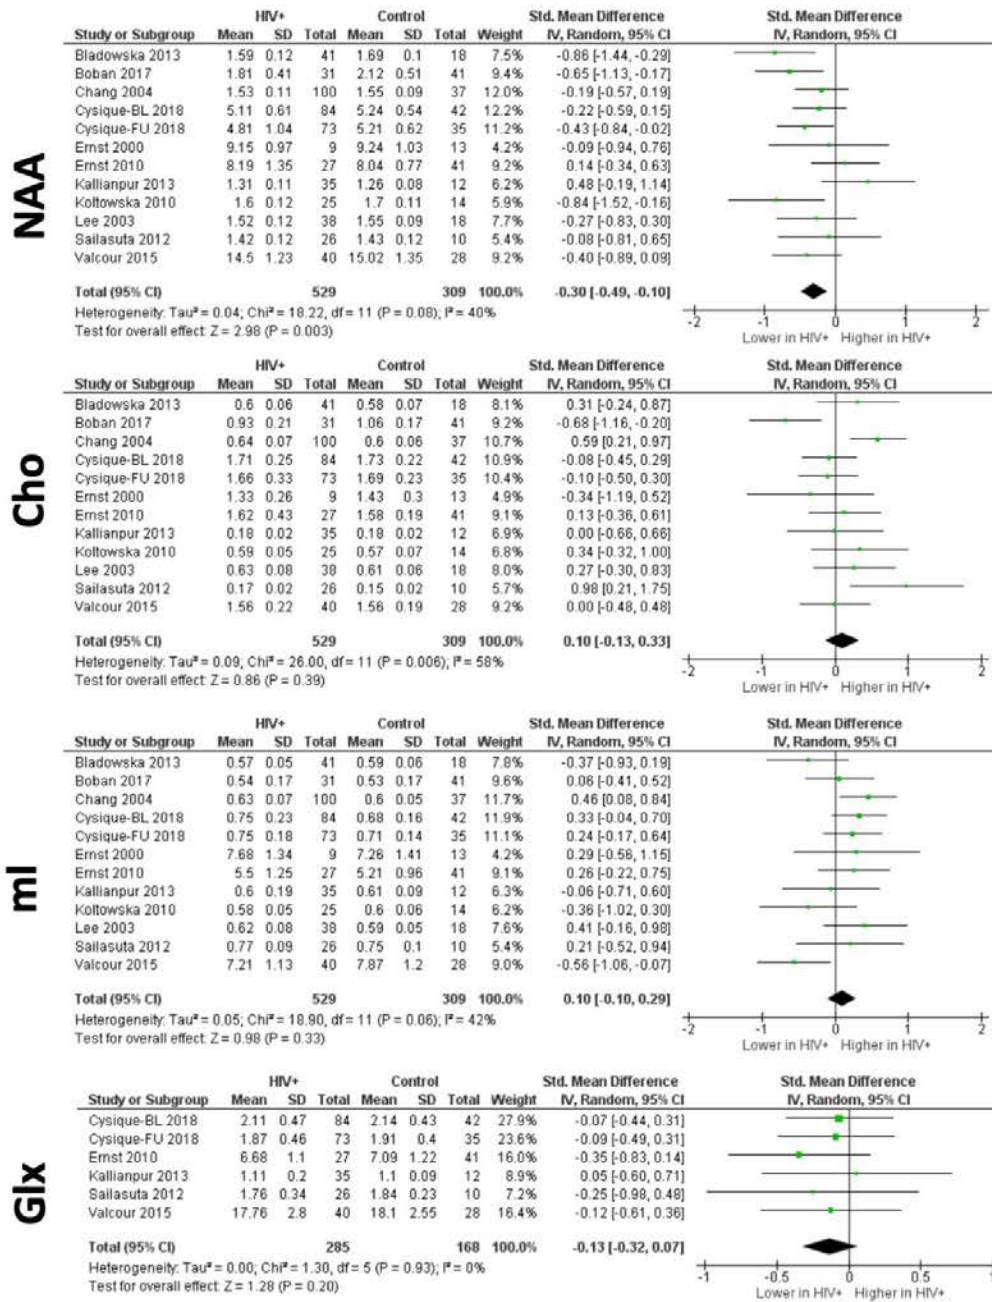 NAA
HIV+ Control Std. Mean Difference Std. Mean Difference
Study or Subgroup Mean SD Total Mean SD Total Weight IV, Random, 95% CI IV, Random, 95% CI
Bladowska 2013 1.59 0.12 41 1.69 0.1 18 7.5% -0.86 [-1.44, -0.29]
Boban 2017 1.81 0.41 31 2.12 0.51 41 9.4% -0.65 [-1.13, -0.17]
Chang 2004 1.53 0.11 100 1.55 0.09 37 12.0% -0.19 [-0.57, 0.19]
Cysique-BL 2018 5.11 0.61 84 5.24 0.54 42 12.2% -0.22 [-0.59, 0.15]
Cysique-FU 2018 4.81 1.04 73 5.21 0.62 35 11.2% -0.43 [-0.84, -0.02]
Ernst 2000 9.15 0.97 9 9.24 1.03 13 4.2% -0.09 [-0.94, 0.76]
Ernst 2010 8.19 1.35 27 8.04 0.77 41 9.2% 0.14 [-0.34, 0.63]
Kallianpur 2013 1.31 0.11 35 1.26 0.08 12 6.2% 0.48 [-0.19, 1.14]
Koltowska 2010 1.6 0.12 25 1.7 0.11 14 5.9% -0.84 [-1.52, -0.16]
Lee 2003 1.52 0.12 38 1.55 0.09 18 7.7% -0.27 [-0.83, 0.30]
Sailasuta 2012 1.42 0.12 26 1.43 0.12 10 5.4% -0.08 [-0.81, 0.65]
Valcour 2015 14.5 1.23 40 15.02 1.35 28 9.2% -0.40 [-0.89, 0.09]
Total (95% CI) 529 309 100.0% -0.30 [-0.49, -0.10]
Heterogeneity: Tau² = 0.04; Chi² = 18.22, df = 11 (P = 0.08); I² = 40%
Test for overall effect: Z = 2.98 (P = 0.003)
-2 -1 0 1 2
Lower in HIV+ Higher in HIV+
Cho
HIV+ Control Std. Mean Difference Std. Mean Difference
Study or Subgroup Mean SD Total Mean SD Total Weight IV, Random, 95% CI IV, Random, 95% CI
Bladowska 2013 0.6 0.06 41 0.58 0.07 18 8.1% 0.31 [-0.24, 0.87]
Boban 2017 0.93 0.21 31 1.06 0.17 41 9.2% -0.68 [-1.16, -0.20]
Chang 2004 0.64 0.07 100 0.6 0.06 37 10.7% 0.59 [0.21, 0.97]
Cysique-BL 2018 1.71 0.25 84 1.73 0.22 42 10.9% -0.08 [-0.45, 0.29]
Cysique-FU 2018 1.66 0.33 73 1.69 0.23 35 10.4% -0.10 [-0.50, 0.30]
Ernst 2000 1.33 0.26 9 1.43 0.3 13 4.9% -0.34 [-1.19, 0.52]
Ernst 2010 1.62 0.43 27 1.58 0.19 41 9.1% 0.13 [-0.36, 0.61]
Kallianpur 2013 0.18 0.02 35 0.18 0.02 12 6.9% 0.00 [-0.66, 0.66]
Koltowska 2010 0.59 0.05 25 0.57 0.07 14 6.8% 0.34 [-0.32, 1.00]
Lee 2003 0.63 0.08 38 0.61 0.06 18 8.0% 0.27 [-0.30, 0.83]
Sailasuta 2012 0.17 0.02 26 0.15 0.02 10 5.7% 0.98 [0.21, 1.75]
Valcour 2015 1.56 0.22 40 1.56 0.19 28 9.2% 0.00 [-0.48, 0.48]
Total (95% CI) 529 309 100.0% 0.10 [-0.13, 0.33]
Heterogeneity: Tau² = 0.09; Chi² = 26.00, df = 11 (P = 0.006); I² = 58%
Test for overall effect: Z = 0.86 (P = 0.39)
-2 -1 0 1 2
Lower in HIV+ Higher in HIV+
mI
HIV+ Control Std. Mean Difference Std. Mean Difference
Study or Subgroup Mean SD Total Mean SD Total Weight IV, Random, 95% CI IV, Random, 95% CI
Bladowska 2013 0.57 0.05 41 0.59 0.06 18 7.8% -0.37 [-0.93, 0.19]
Boban 2017 0.54 0.17 31 0.53 0.17 41 9.6% 0.06 [-0.41, 0.52]
Chang 2004 0.63 0.07 100 0.6 0.05 37 11.7% 0.46 [0.08, 0.84]
Cysique-BL 2018 0.75 0.23 84 0.68 0.16 42 11.9% 0.33 [-0.04, 0.70]
Cysique-FU 2018 0.75 0.18 73 0.71 0.14 35 11.1% 0.24 [-0.17, 0.64]
Ernst 2000 7.68 1.34 9 7.26 1.41 13 4.2% 0.29 [-0.56, 1.15]
Ernst 2010 5.5 1.25 27 5.21 0.96 41 9.1% 0.26 [-0.22, 0.75]
Kallianpur 2013 0.6 0.19 35 0.61 0.09 12 6.3% -0.06 [-0.71, 0.60]
Koltowska 2010 0.58 0.05 25 0.6 0.06 14 6.2% -0.36 [-1.02, 0.30]
Lee 2003 0.62 0.08 38 0.59 0.05 18 7.6% 0.41 [-0.16, 0.98]
Sailasuta 2012 0.77 0.09 26 0.75 0.1 10 5.4% 0.21 [-0.52, 0.94]
Valcour 2015 7.21 1.13 40 7.87 1.2 28 9.0% -0.56 [-1.06, -0.07]
Total (95% CI) 529 309 100.0% 0.10 [-0.10, 0.29]
Heterogeneity: Tau² = 0.05; Chi² = 18.90, df = 11 (P = 0.06); I² = 42%
Test for overall effect: Z = 0.98 (P = 0.33)
-2 -1 0 1 2
Lower in HIV+ Higher in HIV+
Glx
HIV+ Control Std. Mean Difference Std. Mean Difference
Study or Subgroup Mean SD Total Mean SD Total Weight IV, Random, 95% CI IV, Random, 95% CI
Cysique-BL 2018 2.11 0.47 84 2.14 0.43 42 27.9% -0.07 [-0.44, 0.31]
Cysique-FU 2018 1.87 0.46 73 1.91 0.4 35 23.6% -0.09 [-0.49, 0.31]
Ernst 2010 6.68 1.1 27 7.09 1.22 41 16.0% -0.35 [-0.83, 0.14]
Kallianpur 2013 1.11 0.2 35 1.1 0.09 12 8.9% 0.05 [-0.60, 0.71]
Sailasuta 2012 1.76 0.34 26 1.84 0.23 10 7.2% -0.25 [-0.98, 0.48]
Valcour 2015 17.76 2.8 40 18.1 2.55 28 16.4% -0.12 [-0.61, 0.36]
Total (95% CI) 285 168 100.0% -0.13 [-0.32, 0.07]
Heterogeneity: Tau² = 0.00; Chi² = 1.30, df = 5 (P = 0.93); I² = 0%
Test for overall effect: Z = 1.28 (P = 0.20)
-1 -0.5 0 0.5 1
Lower in HIV+ Higher in HIV+